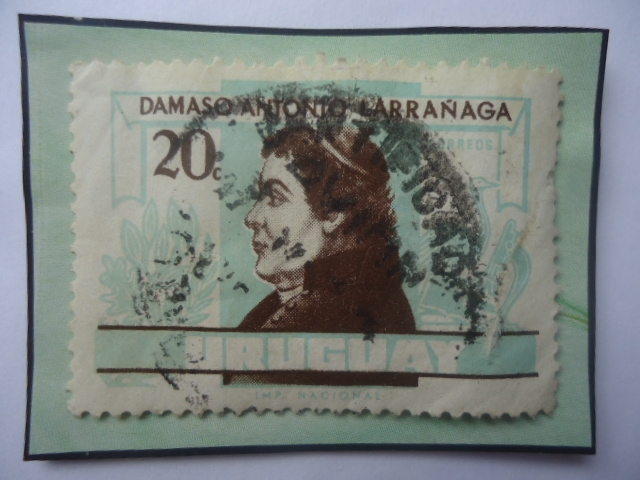 DAMASO ANTONIO LARRAÑAGA
20c
CORREOS
URUGUAY
IMP. NACIONAL